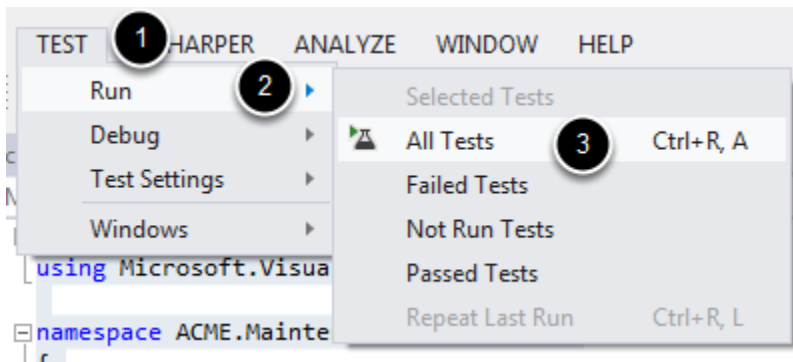 TEST 1 HARPER ANALYZE WINDOW HELP
Run 2
Selected Tests
Debug
All Tests 3 Ctrl+R, A
Test Settings
Failed Tests
Windows
Not Run Tests
using Microsoft.Visua
Passed Tests
Repeat Last Run Ctrl+R, L
namespace ACME.Mainte
{